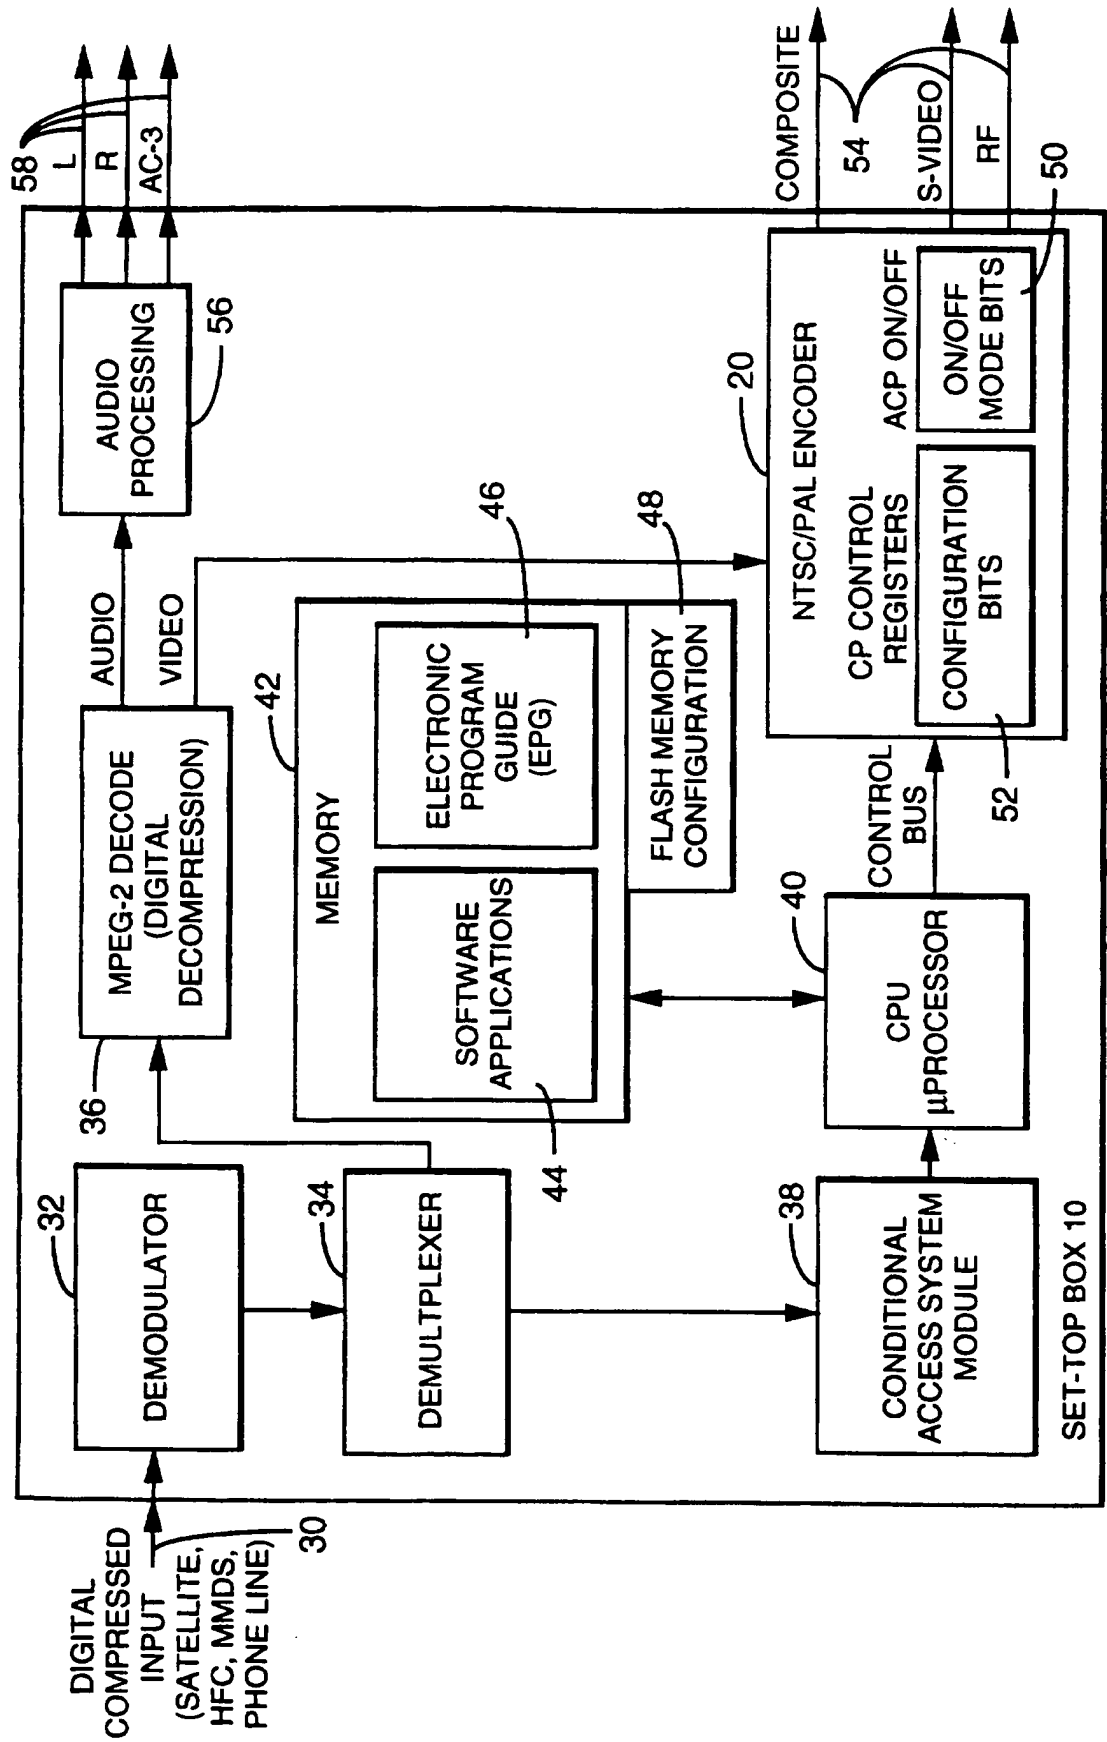 DIGITAL
COMPRESSED
INPUT
(SATELLITE,
HFC, MMDS,
PHONE LINE)
30
32
DEMODULATOR
34
DEMULTPLEXER
38
CONDITIONAL
ACCESS SYSTEM
MODULE
SET-TOP BOX 10
36
MPEG-2 DECODE
(DIGITAL
DECOMPRESSION)
AUDIO
VIDEO
42
MEMORY
SOFTWARE
APPLICATIONS
44
ELECTRONIC
PROGRAM
GUIDE
(EPG)
46
FLASH MEMORY
CONFIGURATION
48
40
CPU
µPROCESSOR
CONTROL
BUS
AUDIO
PROCESSING
56
58
L
R
AC-3
20
NTSC/PAL ENCODER
CP CONTROL
REGISTERS
ACP ON/OFF
CONFIGURATION
BITS
52
ON/OFF
MODE BITS
50
COMPOSITE
54
S-VIDEO
RF